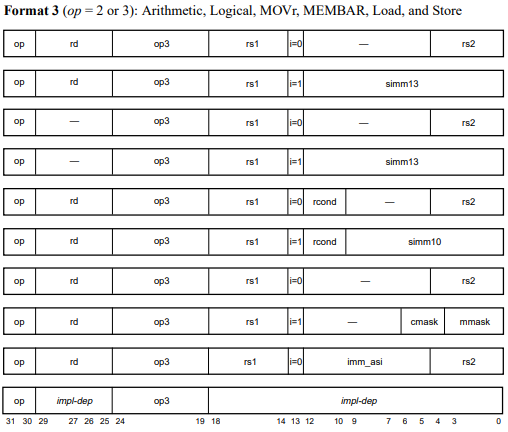 Format 3 (op = 2 or 3): Arithmetic, Logical, MOVr, MEMBAR, Load, and Store
op rd op3 rs1 i=0 — rs2
op rd op3 rs1 i=1 simm13
op — op3 rs1 i=0 — rs2
op — op3 rs1 i=1 simm13
op rd op3 rs1 i=0 rcond — rs2
op rd op3 rs1 i=1 rcond simm10
op rd op3 rs1 i=0 — rs2
op rd op3 rs1 i=1 — cmask mmask
op rd op3 rs1 i=0 imm_asi rs2
op impl-dep op3 impl-dep
31 30 29 27 26 25 24 19 18 14 13 12 10 9 7 6 5 4 3 0